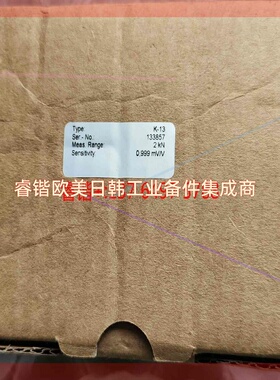 Type K-13
Ser.- No. 133857
Meas. Range: 2 kN
Sensitivity: 0,999 mV/V
睿锴欧美日韩工业备件集成商